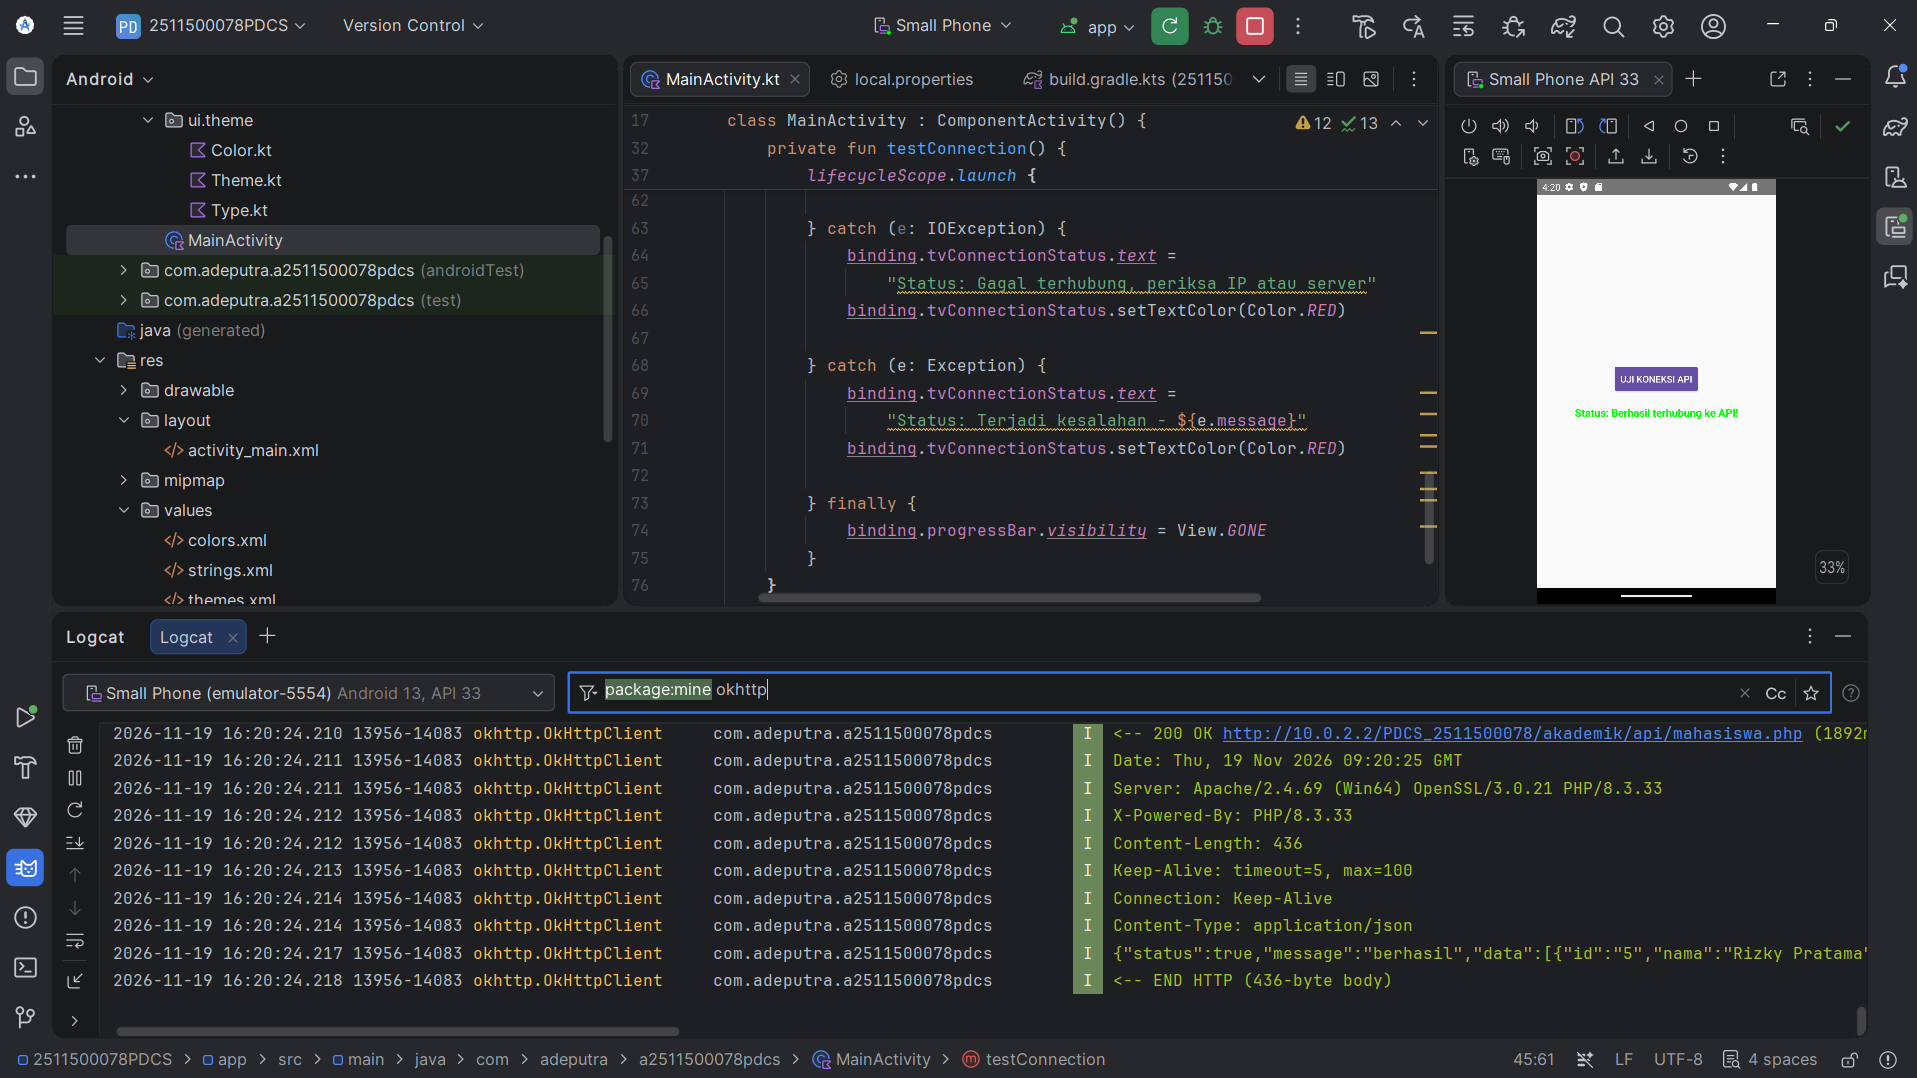 PD 2511500078PDCS Version Control Small Phone app
Android
ui.theme
Color.kt
Theme.kt
Type.kt
MainActivity
com.adeputra.a2511500078pdcs (androidTest)
com.adeputra.a2511500078pdcs (test)
java (generated)
res
drawable
layout
activity_main.xml
mipmap
values
colors.xml
strings.xml
themes.xml
MainActivity.kt local.properties build.gradle.kts (251150
12 13
17 class MainActivity : ComponentActivity() {
32 private fun testConnection() {
37 lifecycleScope.launch {
62
63 } catch (e: IOException) {
64 binding.tvConnectionStatus.text =
65 "Status: Gagal terhubung, periksa IP atau server"
66 binding.tvConnectionStatus.setTextColor(Color.RED)
67
68 } catch (e: Exception) {
69 binding.tvConnectionStatus.text =
70 "Status: Terjadi kesalahan - ${e.message}"
71 binding.tvConnectionStatus.setTextColor(Color.RED)
72
73 } finally {
74 binding.progressBar.visibility = View.GONE
75 }
76 }
Small Phone API 33
4:20
UJI KONEKSI API
Status: Berhasil terhubung ke API!
33%
Logcat Logcat
Small Phone (emulator-5554) Android 13, API 33 package:mine okhttp Cc
2026-11-19 16:20:24.210 13956-14083 okhttp.OkHttpClient com.adeputra.a2511500078pdcs I <-- 200 OK http://10.0.2.2/PDCS_2511500078/akademik/api/mahasiswa.php (1892m
2026-11-19 16:20:24.211 13956-14083 okhttp.OkHttpClient com.adeputra.a2511500078pdcs I Date: Thu, 19 Nov 2026 09:20:25 GMT
2026-11-19 16:20:24.211 13956-14083 okhttp.OkHttpClient com.adeputra.a2511500078pdcs I Server: Apache/2.4.69 (Win64) OpenSSL/3.0.21 PHP/8.3.33
2026-11-19 16:20:24.212 13956-14083 okhttp.OkHttpClient com.adeputra.a2511500078pdcs I X-Powered-By: PHP/8.3.33
2026-11-19 16:20:24.212 13956-14083 okhttp.OkHttpClient com.adeputra.a2511500078pdcs I Content-Length: 436
2026-11-19 16:20:24.213 13956-14083 okhttp.OkHttpClient com.adeputra.a2511500078pdcs I Keep-Alive: timeout=5, max=100
2026-11-19 16:20:24.214 13956-14083 okhttp.OkHttpClient com.adeputra.a2511500078pdcs I Connection: Keep-Alive
2026-11-19 16:20:24.214 13956-14083 okhttp.OkHttpClient com.adeputra.a2511500078pdcs I Content-Type: application/json
2026-11-19 16:20:24.217 13956-14083 okhttp.OkHttpClient com.adeputra.a2511500078pdcs I {"status":true,"message":"berhasil","data":[{"id":"5","nama":"Rizky Pratama"
2026-11-19 16:20:24.218 13956-14083 okhttp.OkHttpClient com.adeputra.a2511500078pdcs I <-- END HTTP (436-byte body)
2511500078PDCS > app > src > main > java > com > adeputra > a2511500078pdcs > MainActivity > testConnection 45:61 LF UTF-8 4 spaces